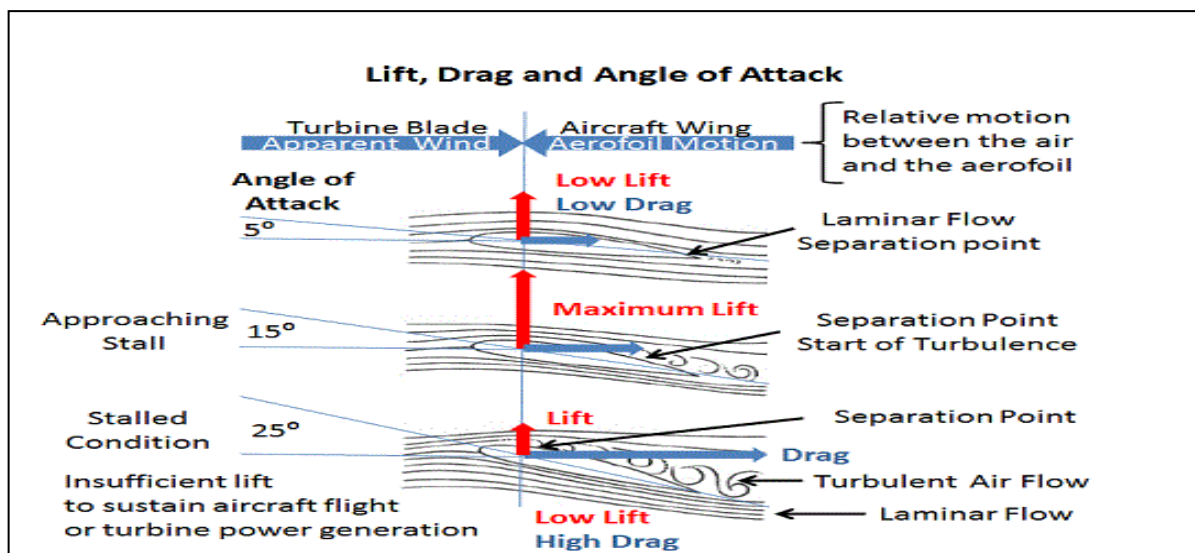 Lift, Drag and Angle of Attack
Turbine Blade
Apparent Wind
Aircraft Wing
Aerofoil Motion
Relative motion
between the air
and the aerofoil
Angle of
Attack
5º
Low Lift
Low Drag
Laminar Flow
Separation point
Approaching
Stall
15º
Maximum Lift
Separation Point
Start of Turbulence
Stalled
Condition
25º
Lift
Separation Point
Drag
Turbulent Air Flow
Laminar Flow
Insufficient lift
to sustain aircraft flight
or turbine power generation
Low Lift
High Drag